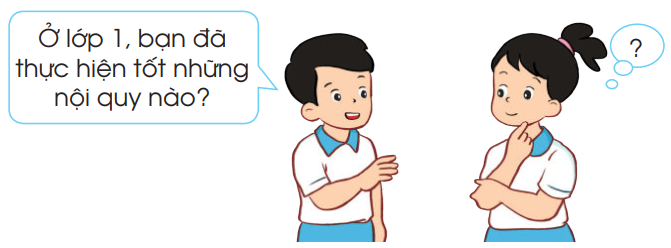 Ở lớp 1, bạn đã
thực hiện tốt những
nội quy nào?
?